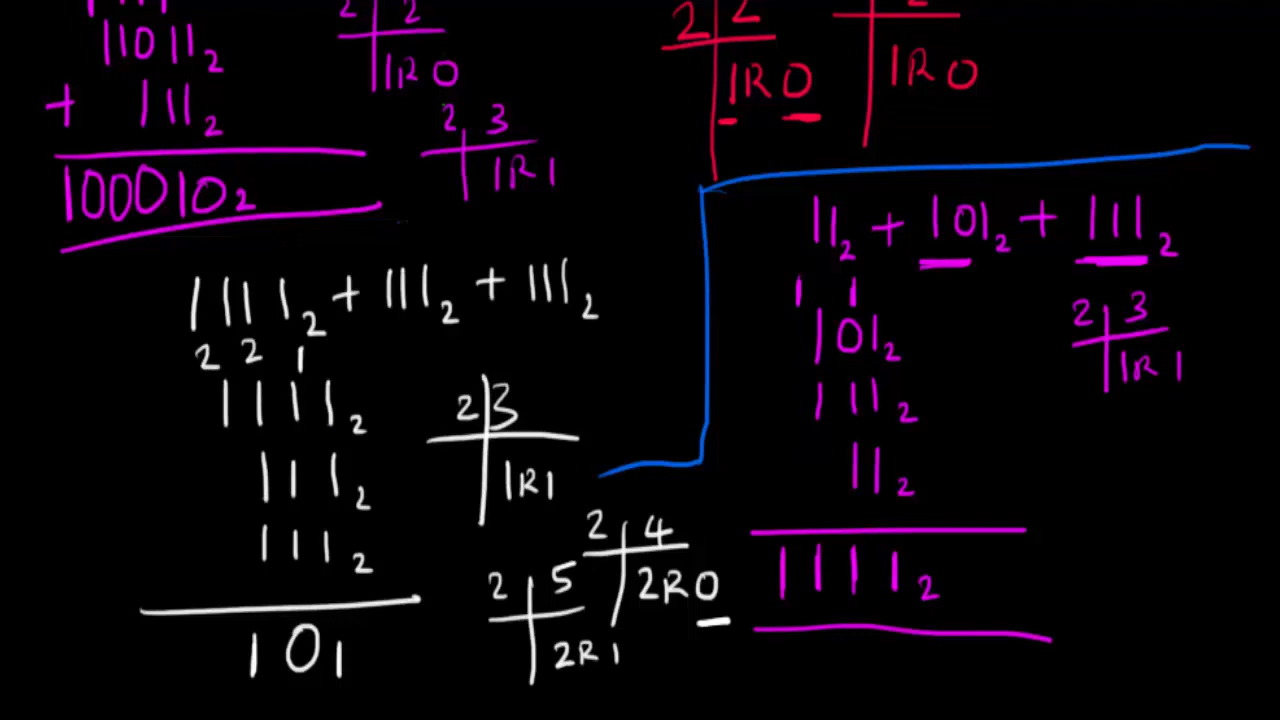 11011₂
+ 111₂
100010₂
2 2
1R0
2 3
1R1
2 2
1R0
1R0
1111₂ + 111₂ + 111₂
2 2 1
1111₂
111₂
111₂
101
2 3
1R1
2 4
2R0
2 5
2R1
11₂ + 101₂ + 111₂
1 1
101₂
111₂
11₂
1111₂
2 3
1R1